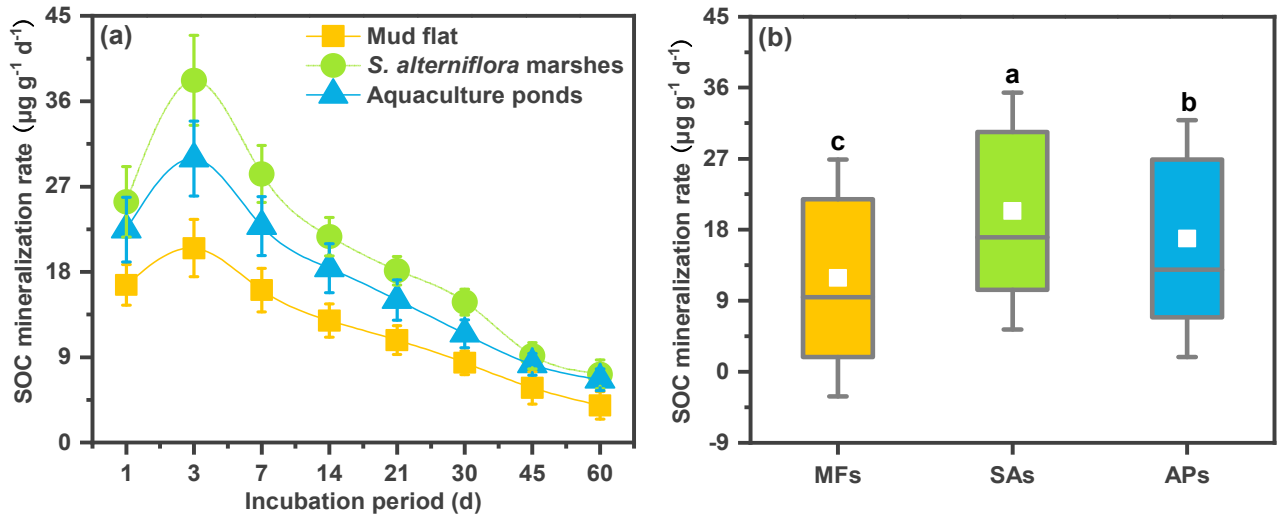 (a)
Mud flat
S. alterniflora marshes
Aquaculture ponds
SOC mineralization rate (μg g⁻¹ d⁻¹)
45
36
27
18
9
0
1 3 7 14 21 30 45 60
Incubation period (d)
(b)
SOC mineralization rate (μg g⁻¹ d⁻¹)
45
36
27
18
9
0
-9
c
a
b
MFs SAs APs